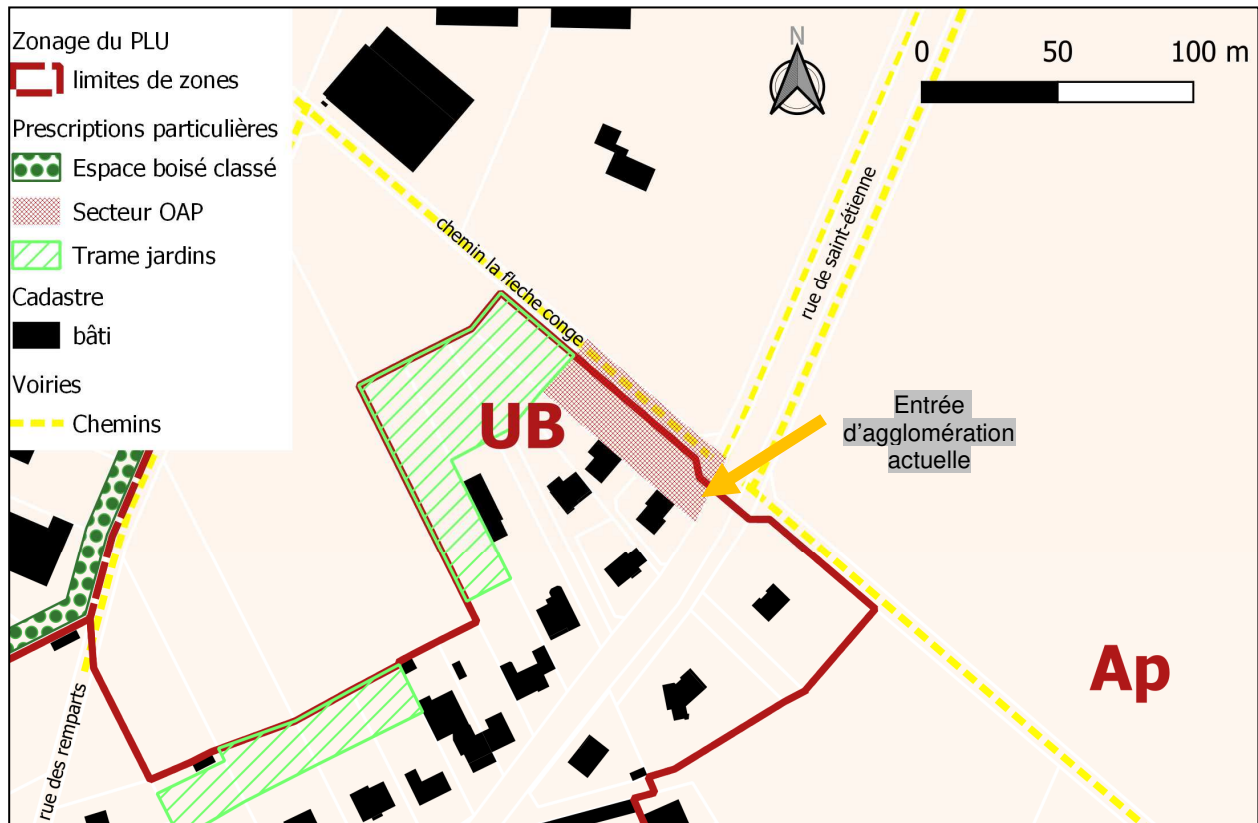 Zonage du PLU
limites de zones
Prescriptions particulières
Espace boisé classé
Secteur OAP
Trame jardins
Cadastre
bâti
Voiries
Chemins
N
0 50 100 m
chemin la fleche conge
rue de saint-étienne
UB
Entrée
d'agglomération
actuelle
Ap
rue des remparts